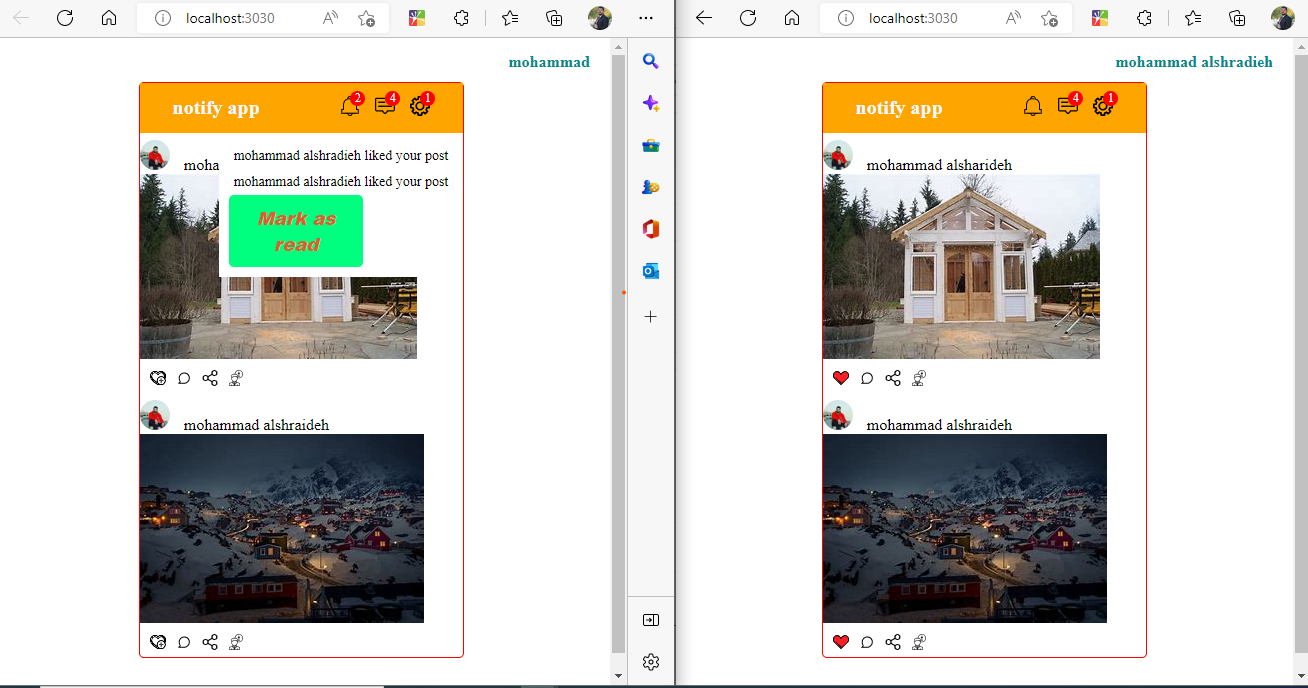 localhost:3030
mohammad
notify app
2
4
1
moha
mohammad alshradieh liked your post
mohammad alshradieh liked your post
Mark as
read
mohammad alshraideh
localhost:3030
mohammad alshradieh
notify app
4
1
mohammad alsharideh
mohammad alshraideh